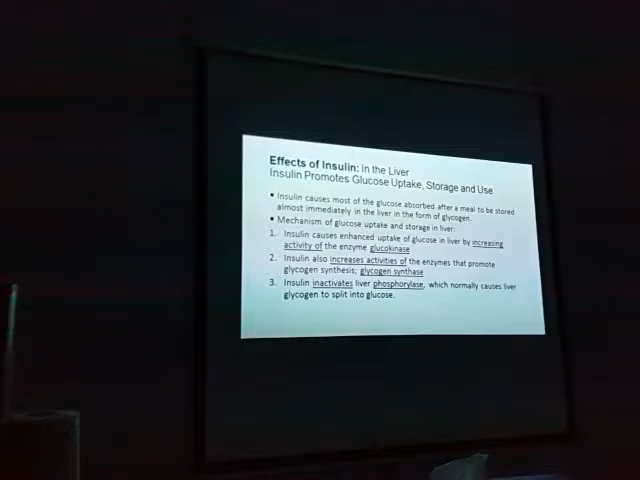 Effects of Insulin: In the Liver
Insulin Promotes Glucose Uptake, Storage and Use
• Insulin causes most of the glucose absorbed after a meal to be stored
almost immediately in the liver in the form of glycogen.
• Mechanism of glucose uptake and storage in liver:
1. Insulin causes enhanced uptake of glucose in liver by increasing
activity of the enzyme glucokinase
2. Insulin also increases activities of the enzymes that promote
glycogen synthesis; glycogen synthase
3. Insulin inactivates liver phosphorylase, which normally causes liver
glycogen to split into glucose.